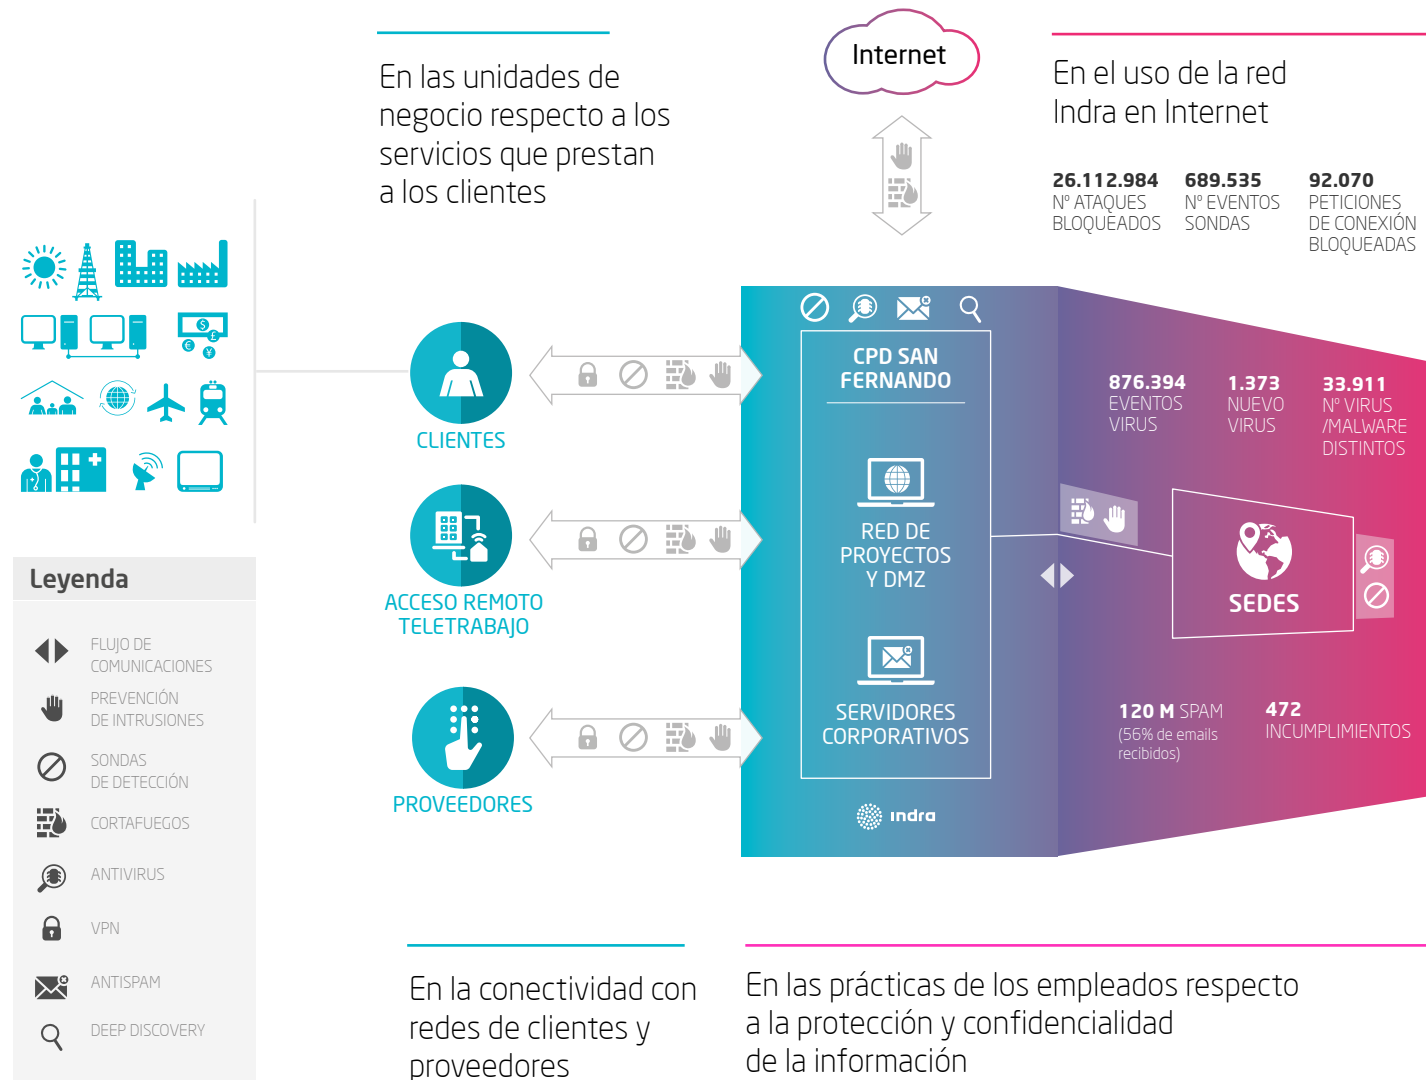 En las unidades de
negocio respecto a los
servicios que prestan
a los clientes
Internet
En el uso de la red
Indra en Internet
26.112.984
Nº ATAQUES
BLOQUEADOS
689.535
Nº EVENTOS
SONDAS
92.070
PETICIONES
DE CONEXIÓN
BLOQUEADAS
CLIENTES
ACCESO REMOTO
TELETRABAJO
PROVEEDORES
CPD SAN
FERNANDO
RED DE
PROYECTOS
Y DMZ
SERVIDORES
CORPORATIVOS
indra
876.394
EVENTOS
VIRUS
1.373
NUEVO
VIRUS
33.911
Nº VIRUS
/MALWARE
DISTINTOS
SEDES
120 M SPAM
(56% de emails
recibidos)
472
INCUMPLIMIENTOS
Leyenda
FLUJO DE
COMUNICACIONES
PREVENCIÓN
DE INTRUSIONES
SONDAS
DE DETECCIÓN
CORTAFUEGOS
ANTIVIRUS
VPN
ANTISPAM
DEEP DISCOVERY
En la conectividad con
redes de clientes y
proveedores
En las prácticas de los empleados respecto
a la protección y confidencialidad
de la información